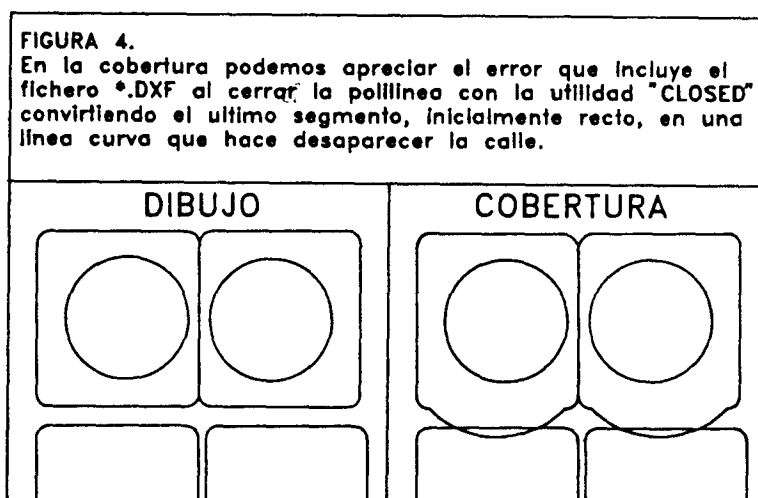 FIGURA 4.
En la cobertura podemos apreciar el error que incluye el
fichero *.DXF al cerrar la polilinea con la utilidad "CLOSED"
convirtiendo el ultimo segmento, inicialmente recto, en una
linea curva que hace desaparecer la calle.
DIBUJO
COBERTURA